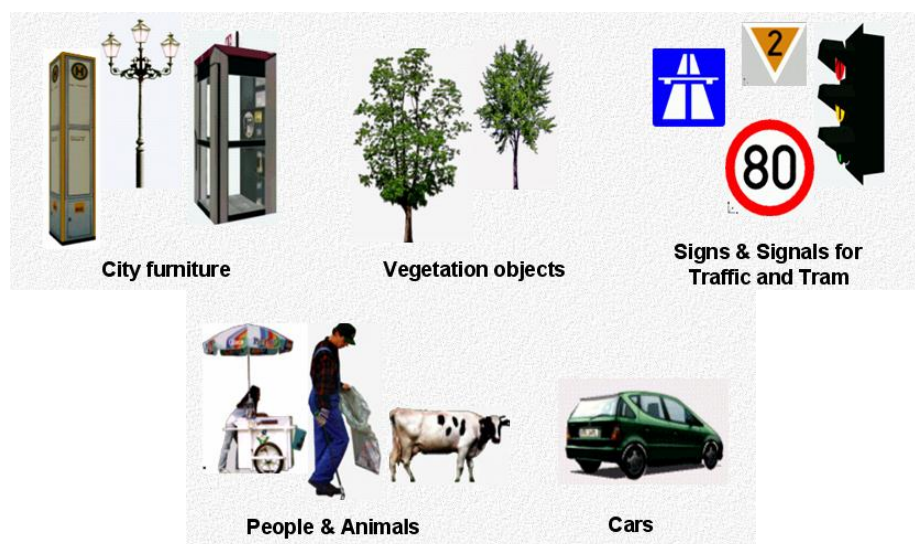 H
2
80
City furniture
Vegetation objects
Signs & Signals for
Traffic and Tram
People & Animals
Cars